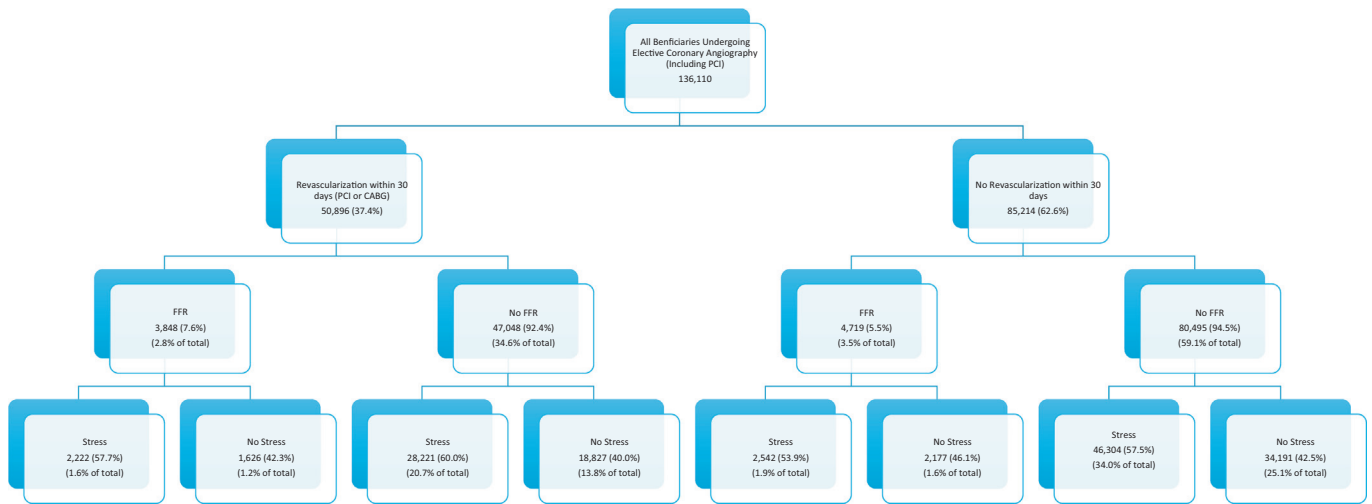 All Benficiaries Undergoing
Elective Coronary Angiography
(Including PCI)
136,110
Revascularization within 30
days (PCI or CABG)
50,896 (37.4%)
No Revascularization within 30
days
85,214 (62.6%)
FFR
3,848 (7.6%)
(2.8% of total)
No FFR
47,048 (92.4%)
(34.6% of total)
FFR
4,719 (5.5%)
(3.5% of total)
No FFR
80,495 (94.5%)
(59.1% of total)
Stress
2,222 (57.7%)
(1.6% of total)
No Stress
1,626 (42.3%)
(1.2% of total)
Stress
28,221 (60.0%)
(20.7% of total)
No Stress
18,827 (40.0%)
(13.8% of total)
Stress
2,542 (53.9%)
(1.9% of total)
No Stress
2,177 (46.1%)
(1.6% of total)
Stress
46,304 (57.5%)
(34.0% of total)
No Stress
34,191 (42.5%)
(25.1% of total)